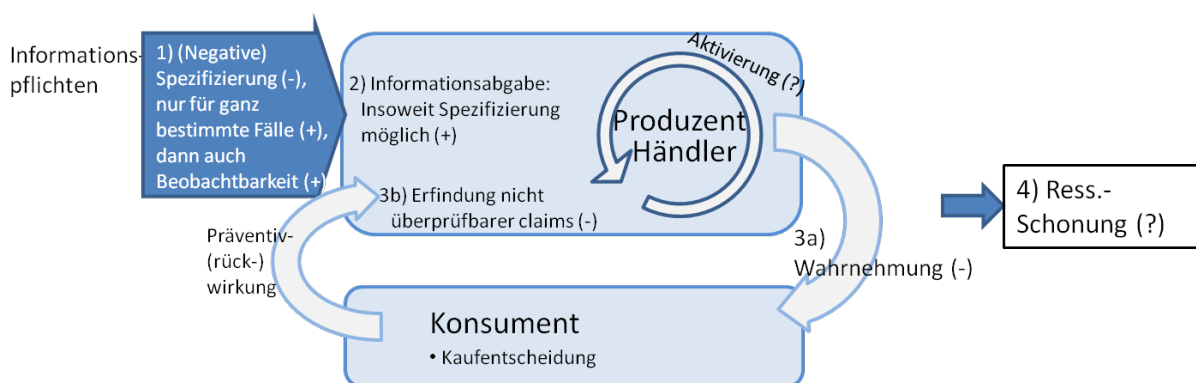 Informations-
pflichten
1) (Negative)
Spezifizierung (-),
nur für ganz
bestimmte Fälle (+),
dann auch
Beobachtbarkeit (+)
2) Informationsabgabe:
Insoweit Spezifizierung
möglich (+)
Aktivierung (?)
Produzent
Händler
3b) Erfindung nicht
überprüfbarer claims (-)
Präventiv-
(rück-)
wirkung
3a)
Wahrnehmung (-)
4) Ress.-
Schonung (?)
Konsument
• Kaufentscheidung